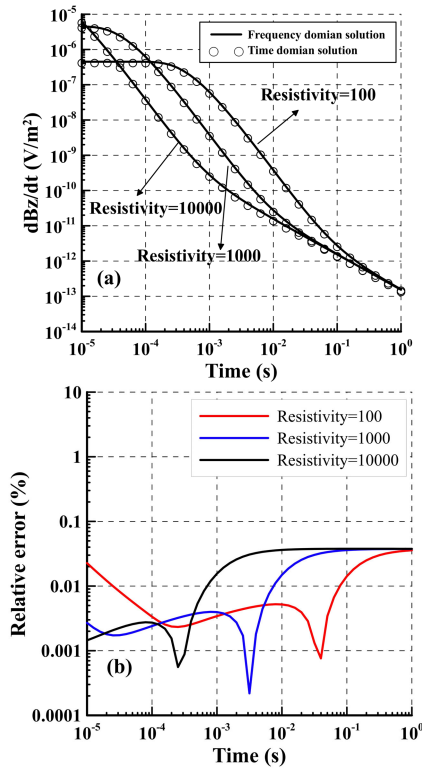 10⁻⁵
10⁻⁶
10⁻⁷
10⁻⁸
10⁻⁹
10⁻¹⁰
10⁻¹¹
10⁻¹²
10⁻¹³
10⁻¹⁴
dBz/dt (V/m²)
Frequency domian solution
Time domian solution
Resistivity=100
Resistivity=10000
Resistivity=1000
(a)
10⁻⁵ 10⁻⁴ 10⁻³ 10⁻² 10⁻¹ 10⁰
Time (s)
100
10
1
0.1
0.01
0.001
0.0001
Relative error (%)
Resistivity=100
Resistivity=1000
Resistivity=10000
(b)
10⁻⁵ 10⁻⁴ 10⁻³ 10⁻² 10⁻¹ 10⁰
Time (s)